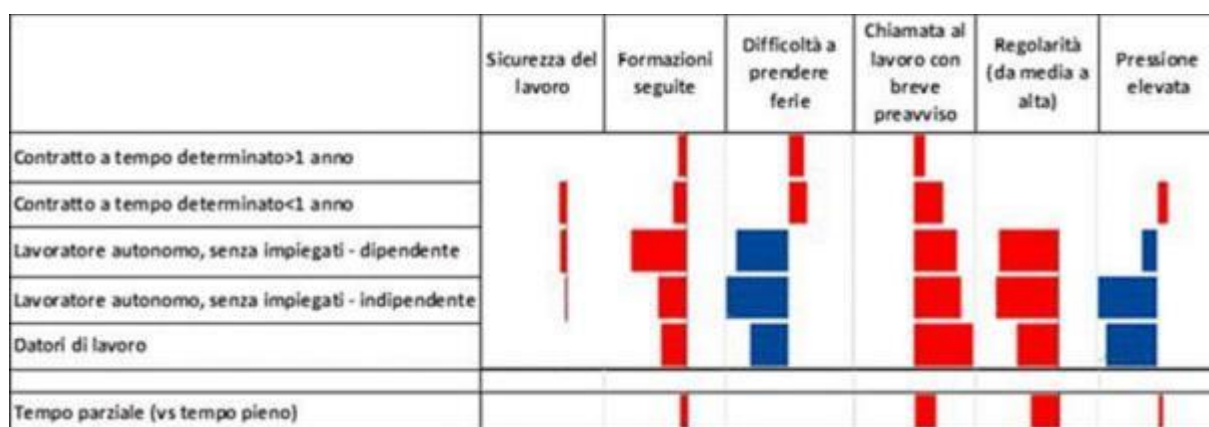 Sicurezza del
lavoro
Formazioni
seguite
Difficoltà a
prendere
ferie
Chiamata al
lavoro con
breve
preavviso
Regolarità
(da media a
alta)
Pressione
elevata
Contratto a tempo determinato>1 anno
Contratto a tempo determinato<1 anno
Lavoratore autonomo, senza impiegati - dipendente
Lavoratore autonomo, senza impiegati - indipendente
Datori di lavoro
Tempo parziale (vs tempo pieno)